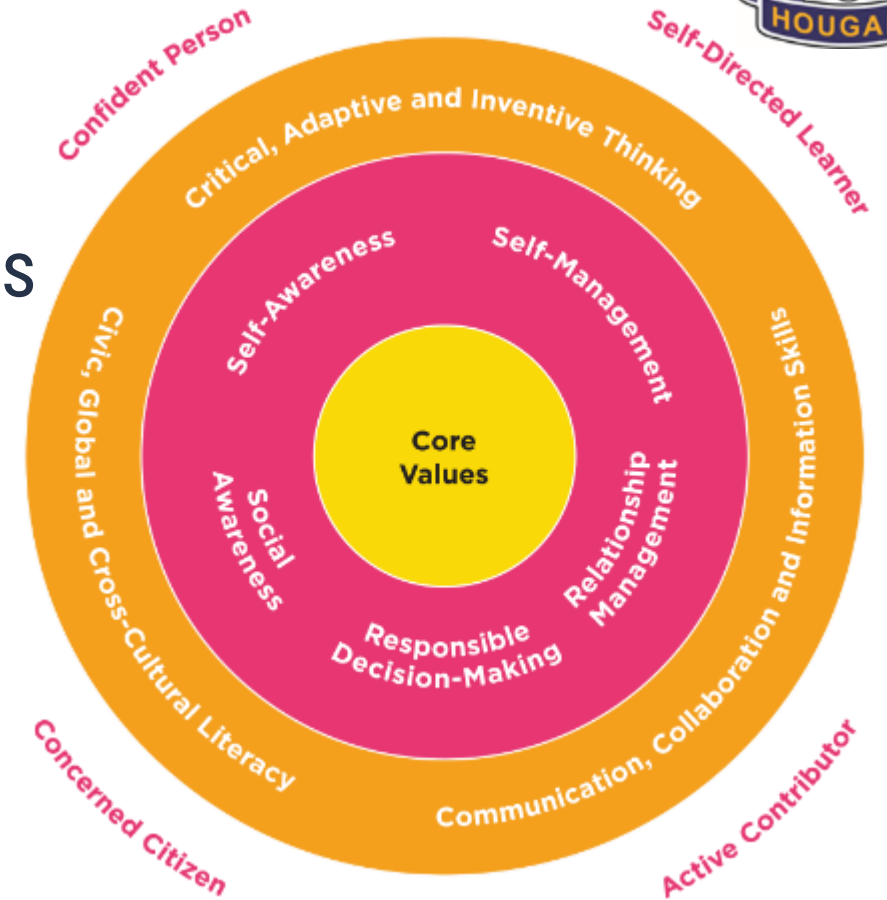 HOUGA
Confident Person
Self-Directed Learner
Critical, Adaptive and Inventive Thinking
Self-Awareness
Self-Management
s
Civic, Global and Cross-Cultural Literacy
Communication, Collaboration and Information Skills
Core
Values
Social
Awareness
Relationship
Management
Responsible
Decision-Making
Concerned Citizen
Active Contributor